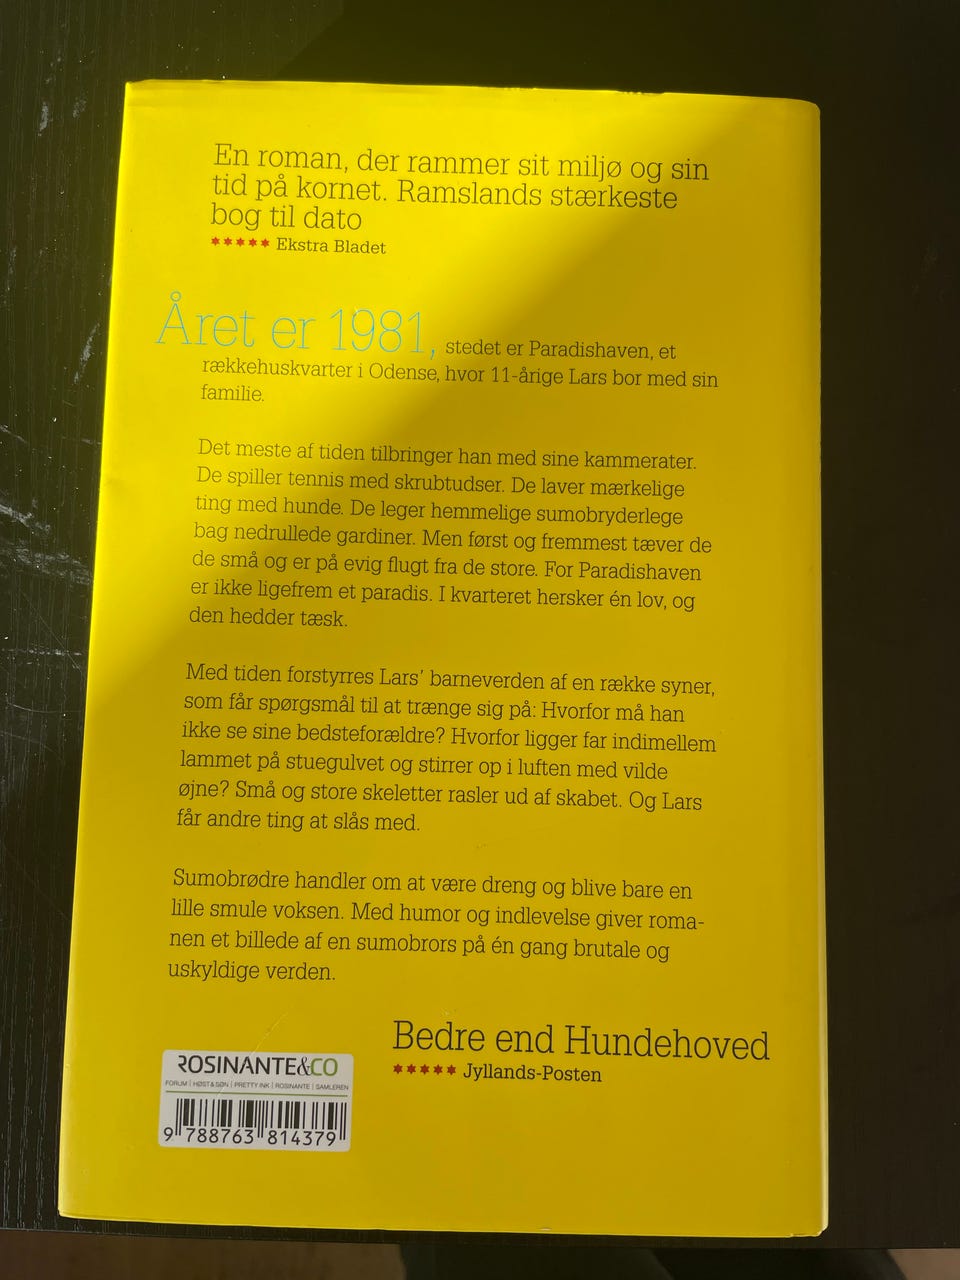 En roman, der rammer sit miljø og sin
tid på kornet. Ramslands stærkeste
bog til dato
***** Ekstra Bladet
Året er 1981, stedet er Paradishaven, et
rækkehuskvarter i Odense, hvor 11-årige Lars bor med sin
familie.
Det meste af tiden tilbringer han med sine kammerater.
De spiller tennis med skrubtudser. De laver mærkelige
ting med hunde. De leger hemmelige sumobryderlege
bag nedrullede gardiner. Men først og fremmest tæver de
de små og er på evig flugt fra de store. For Paradishaven
er ikke ligefrem et paradis. I kvarteret hersker én lov, og
den hedder tæsk.
Med tiden forstyrres Lars' barneverden af en række syner,
som får spørgsmål til at trænge sig på: Hvorfor må han
ikke se sine bedsteforældre? Hvorfor ligger far indimellem
lammet på stuegulvet og stirrer op i luften med vilde
øjne? Små og store skeletter rasler ud af skabet. Og Lars
får andre ting at slås med.
Sumobrødre handler om at være dreng og blive bare en
lille smule voksen. Med humor og indlevelse giver roma-
nen et billede af en sumobrors på én gang brutale og
uskyldige verden.
Bedre end Hundehoved
***** Jyllands-Posten
ROSINANTE&CO
FORUM | HØST&SØN | PRETTY INK | ROSINANTE | SAMLEREN
9 788763 814379